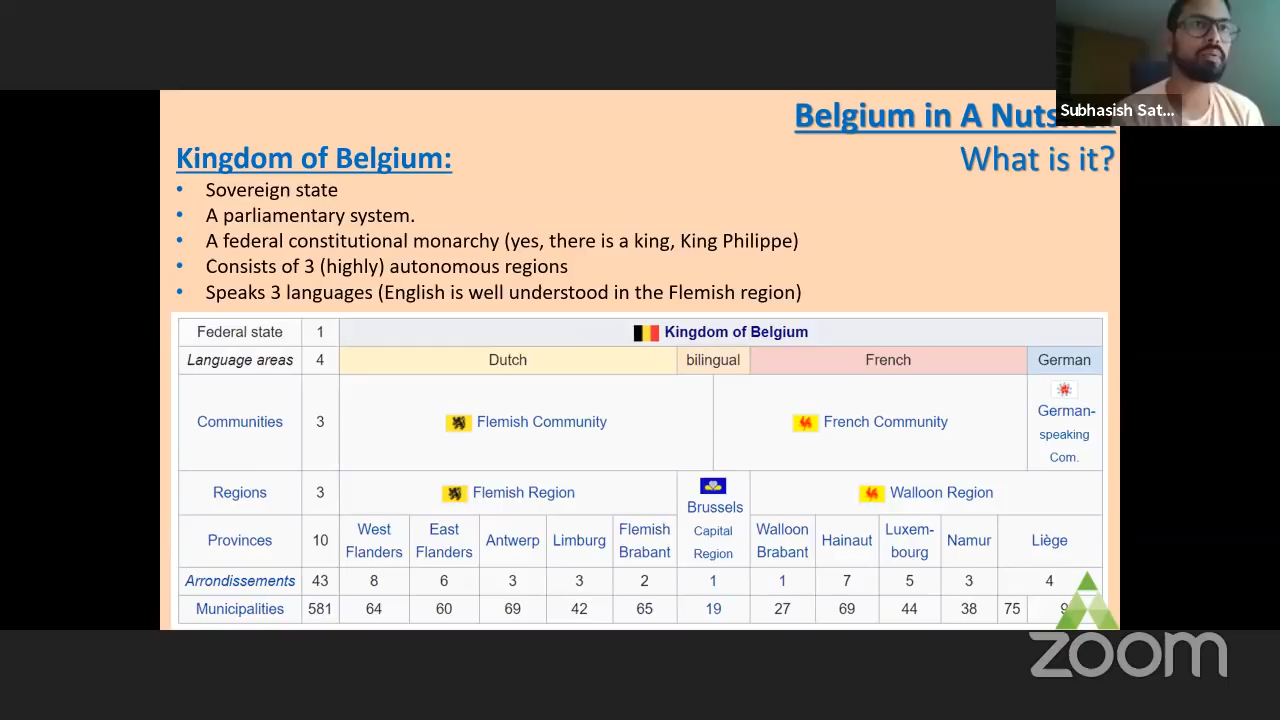 Subhasish Sat...
Belgium in A
What is it?
Kingdom of Belgium:
• Sovereign state
• A parliamentary system.
• A federal constitutional monarchy (yes, there is a king, King Philippe)
• Consists of 3 (highly) autonomous regions
• Speaks 3 languages (English is well understood in the Flemish region)
Federal state 1 Kingdom of Belgium
Language areas 4 Dutch bilingual French German
Communities 3 Flemish Community French Community German-
speaking
Com.
Regions 3 Flemish Region Brussels
Capital
Region
Walloon Region
Provinces 10 West
Flanders
East
Flanders
Antwerp Limburg Flemish
Brabant
Walloon
Brabant
Hainaut Luxem-
bourg
Namur Liège
Arrondissements 43 8 6 3 3 2 1 1 7 5 3 4
Municipalities 581 64 60 69 42 65 19 27 69 44 38 75 9
zoom